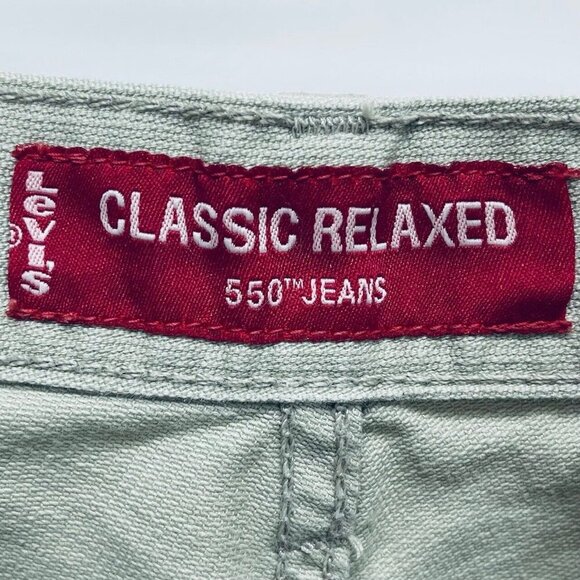 Levi's
®
CLASSIC RELAXED
550™ JEANS